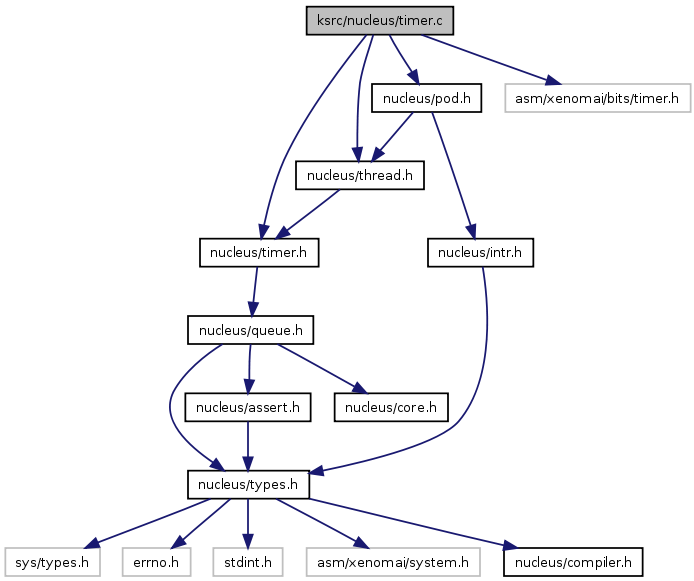 ksrc/nucleus/timer.c
nucleus/pod.h
asm/xenomai/bits/timer.h
nucleus/thread.h
nucleus/timer.h
nucleus/intr.h
nucleus/queue.h
nucleus/assert.h
nucleus/core.h
nucleus/types.h
sys/types.h
errno.h
stdint.h
asm/xenomai/system.h
nucleus/compiler.h